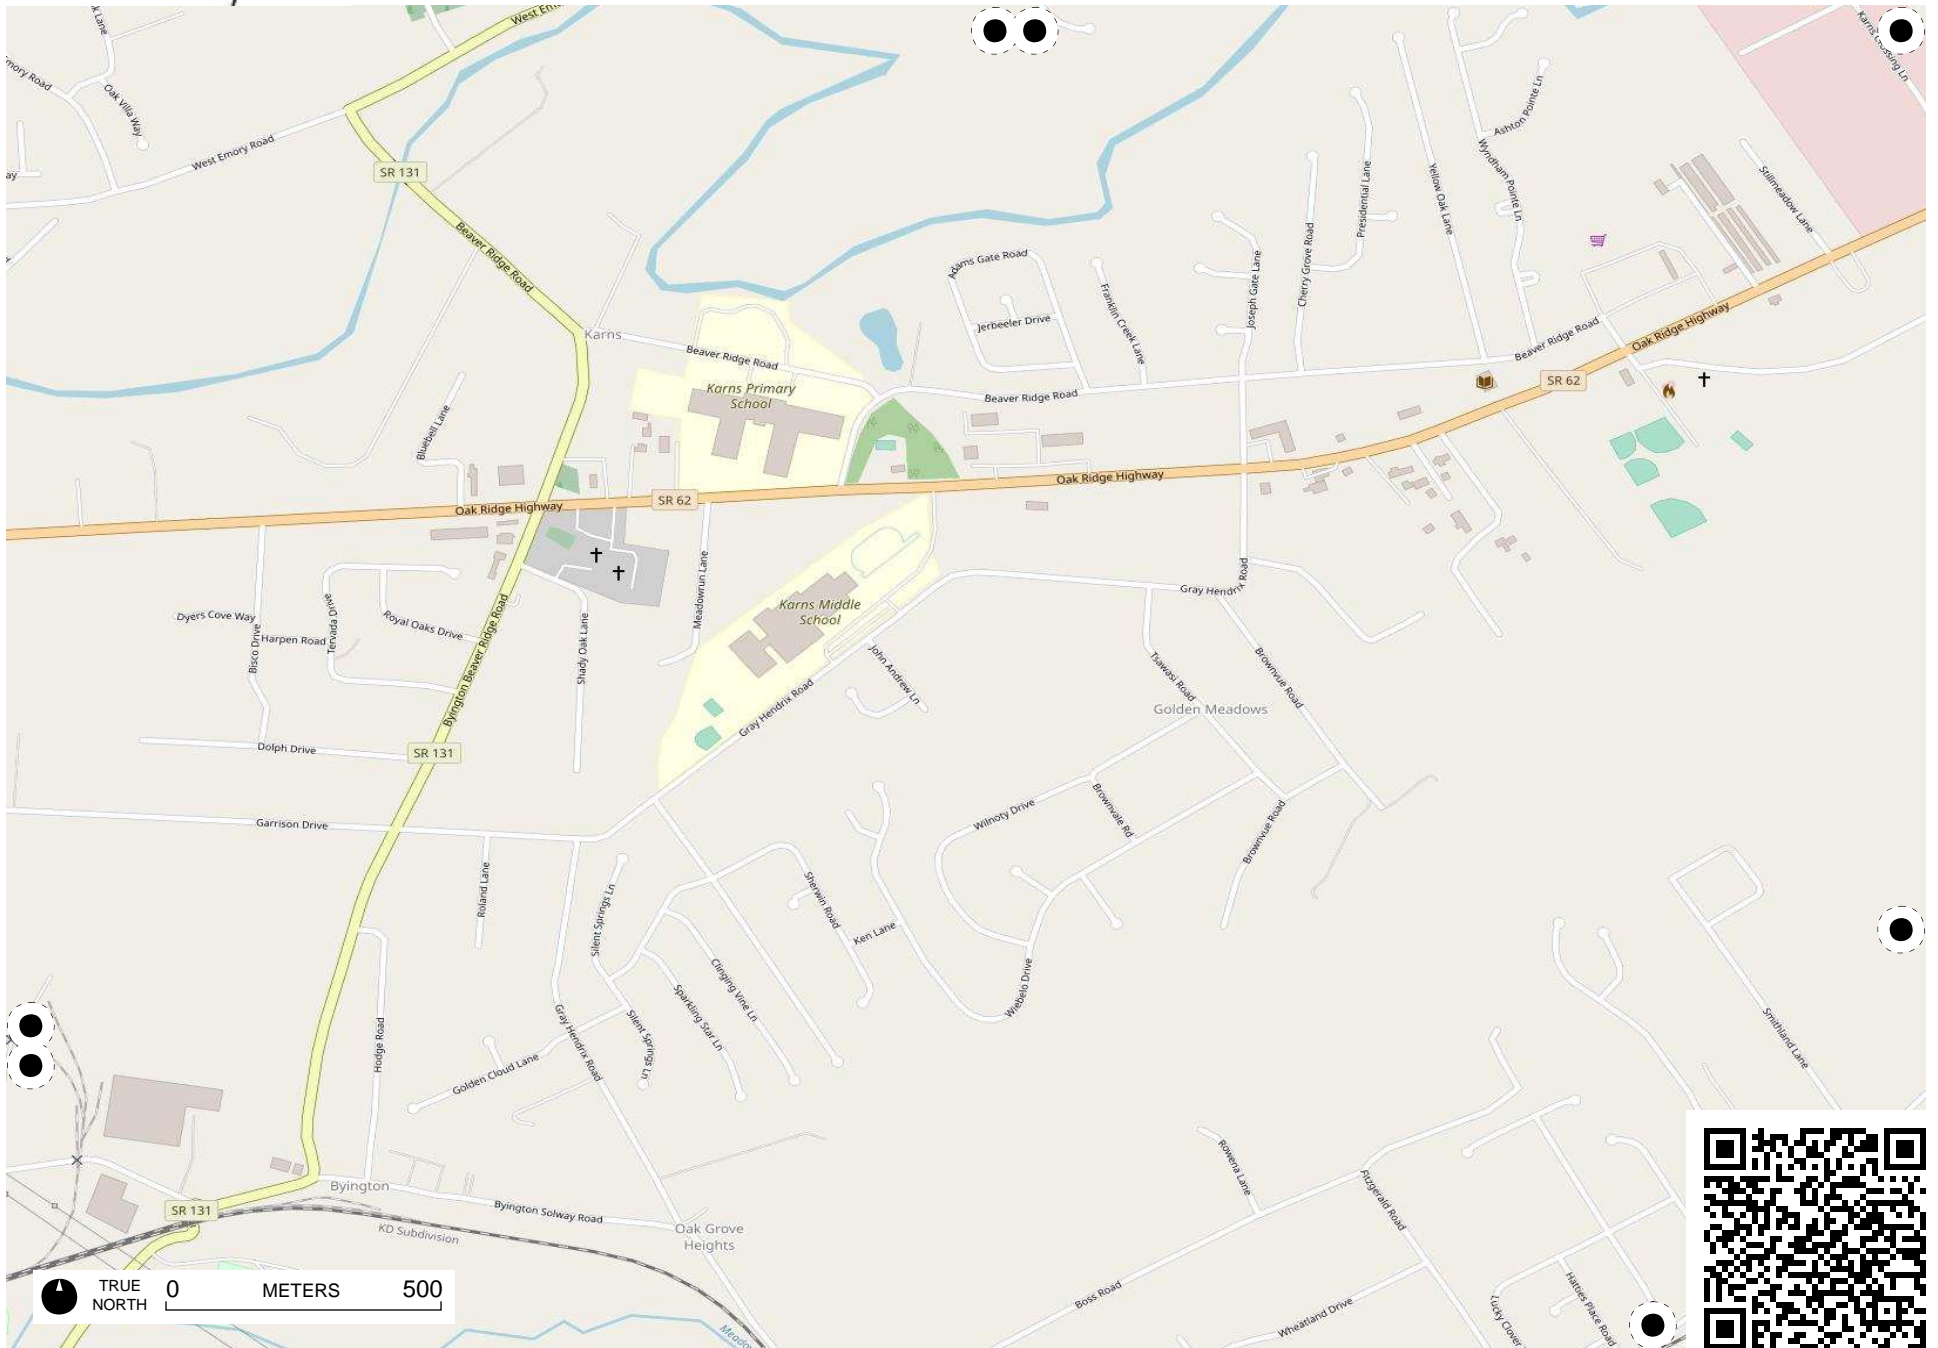 West Emory Road
Oak Villa Way
SR 131
Beaver Ridge Road
Karns
Beaver Ridge Road
Karns Primary
School
Adams Gate Road
Jerbeeler Drive
Franklin Creek Lane
Joseph Gate Lane
Cherry Grove Road
Presidential Lane
Yellow Oak Lane
Wyndham Pointe Ln
Ashton Pointe Ln
Stillmeadow Lane
Karns Crossing Ln
Beaver Ridge Road
Beaver Ridge Road
Oak Ridge Highway
SR 62
Bluebell Lane
Oak Ridge Highway
SR 62
Oak Ridge Highway
Meadowrun Lane
Karns Middle
School
Gray Hendrix Road
Dyers Cove Way
Harpen Road
Bisco Drive
Tervada Drive
Royal Oaks Drive
Byington Beaver Ridge Road
Shady Oak Lane
John Andrew Ln
Gray Hendrix Road
Tsawasi Road
Brownvue Road
Golden Meadows
Dolph Drive
SR 131
Garrison Drive
Wilnoty Drive
Brownvale Rd
Brownvue Road
Roland Lane
Silent Springs Ln
Sherwin Road
Ken Lane
Clinging Vine Ln
Sparkling Star Ln
Silent Springs Ln
Wiebelo Drive
Hodge Road
Gray Hendrix Road
Golden Cloud Lane
Smithland Lane
Rowena Lane
Fitzgerald Road
Byington
SR 131
Byington Solway Road
KD Subdivision
Oak Grove
Heights
Boss Road
Wheatland Drive
Lucky Clover
Hatties Place Road
TRUE
NORTH
0 METERS 500